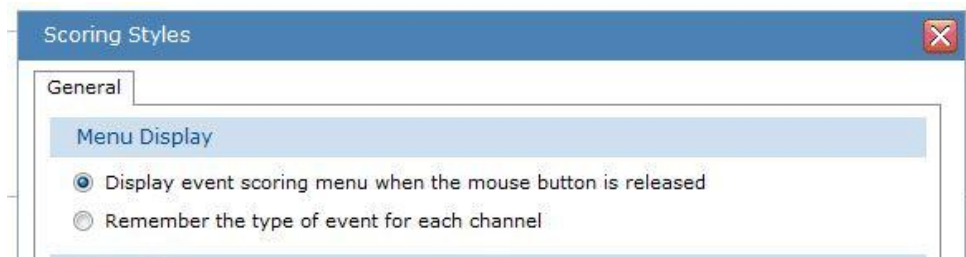 Scoring Styles
General
Menu Display
Display event scoring menu when the mouse button is released
Remember the type of event for each channel